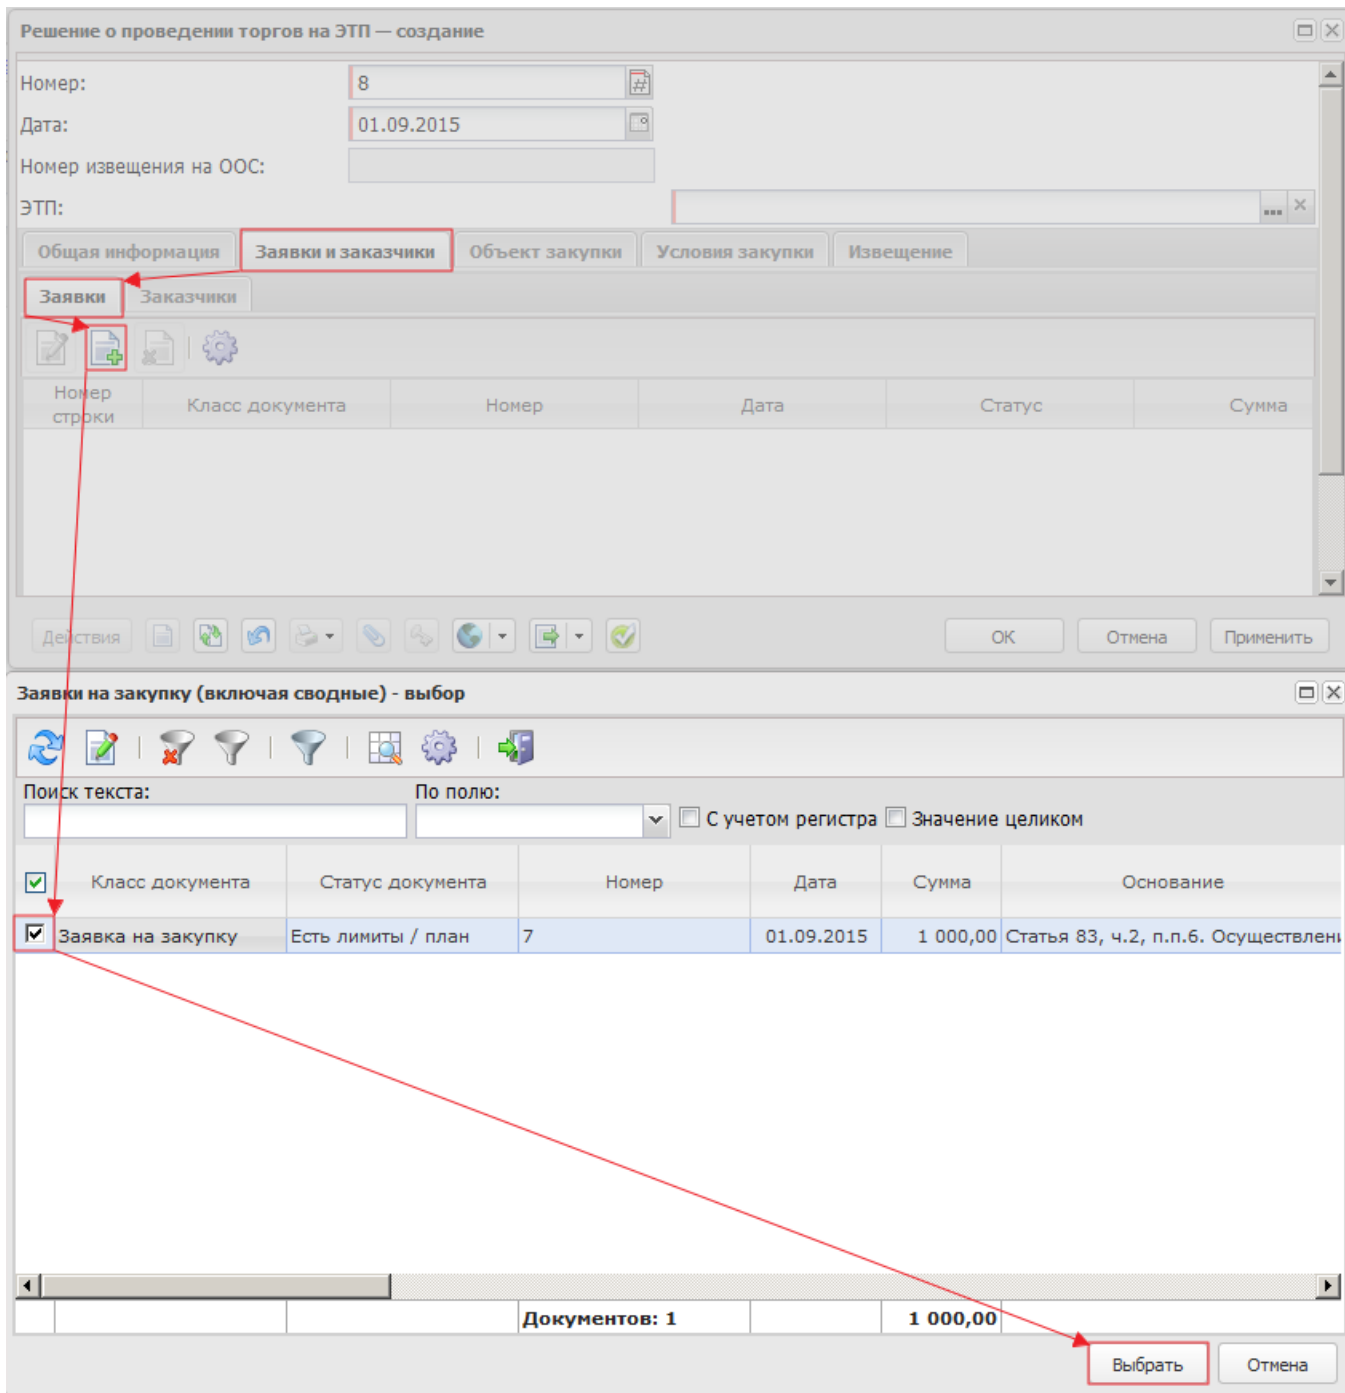 Решение о проведении торгов на ЭТП — создание
Номер: 8
Дата: 01.09.2015
Номер извещения на ООС:
ЭТП:
Общая информация Заявки и заказчики Объект закупки Условия закупки Извещение
Заявки Заказчики
Номер строки Класс документа Номер Дата Статус Сумма
Действия ОК Отмена Применить
Заявки на закупку (включая сводные) - выбор
Поиск текста: По полю:
С учетом регистра Значение целиком
Класс документа Статус документа Номер Дата Сумма Основание
Заявка на закупку Есть лимиты / план 7 01.09.2015 1 000,00 Статья 83, ч.2, п.п.6. Осуществлени
Документов: 1 1 000,00
Выбрать Отмена